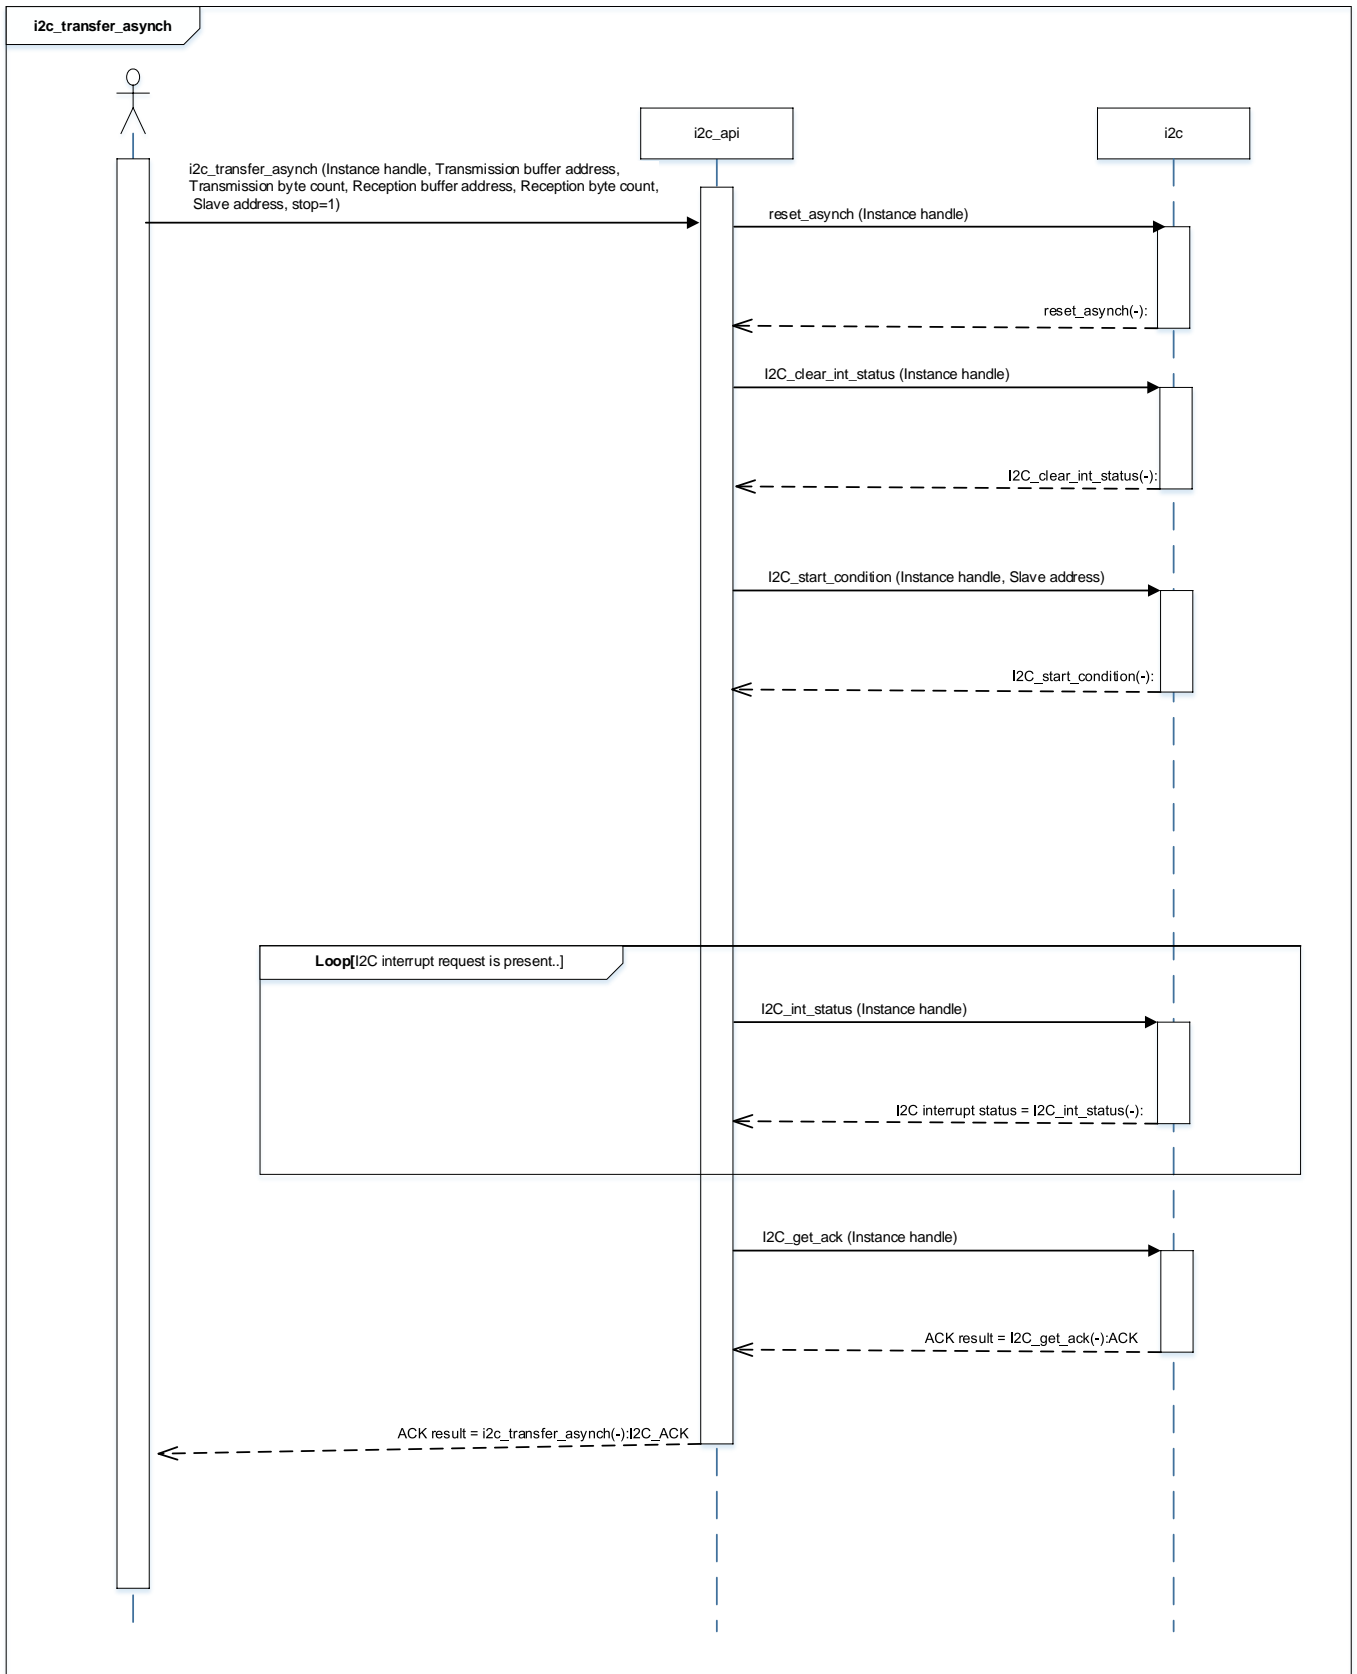 i2c_transfer_asynch
i2c_api
i2c
i2c_transfer_asynch (Instance handle, Transmission buffer address,
Transmission byte count, Reception buffer address, Reception byte count,
Slave address, stop=1)
reset_asynch (Instance handle)
reset_asynch(-):
I2C_clear_int_status (Instance handle)
I2C_clear_int_status(-):
I2C_start_condition (Instance handle, Slave address)
I2C_start_condition(-):
Loop[I2C interrupt request is present..]
I2C_int_status (Instance handle)
I2C interrupt status = I2C_int_status(-):
I2C_get_ack (Instance handle)
ACK result = I2C_get_ack(-):ACK
ACK result = i2c_transfer_asynch(-):I2C_ACK